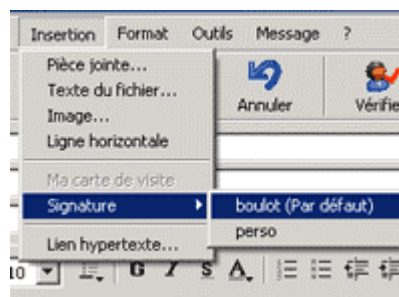 Insertion Format Outils Message ?
Pièce jointe...
Texte du fichier...
Image...
Ligne horizontale
Annuler
Ma carte de visite
Signature
boulot (Par défaut)
perso
Lien hypertexte...
10
G I S A